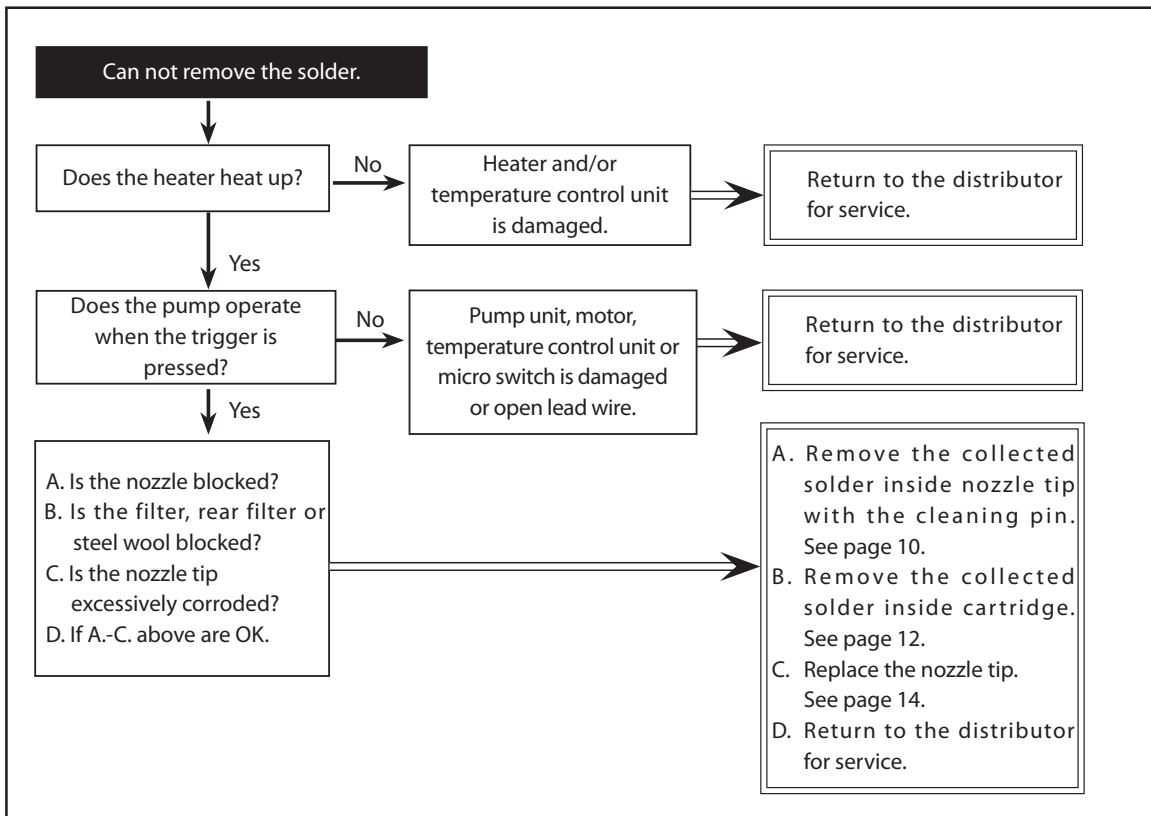 Can not remove the solder.
Does the heater heat up?
No
Heater and/or
temperature control unit
is damaged.
Return to the distributor
for service.
Yes
Does the pump operate
when the trigger is
pressed?
No
Pump unit, motor,
temperature control unit or
micro switch is damaged
or open lead wire.
Return to the distributor
for service.
Yes
A. Is the nozzle blocked?
B. Is the filter, rear filter or
steel wool blocked?
C. Is the nozzle tip
excessively corroded?
D. If A.-C. above are OK.
A. Remove the collected
solder inside nozzle tip
with the cleaning pin.
See page 10.
B. Remove the collected
solder inside cartridge.
See page 12.
C. Replace the nozzle tip.
See page 14.
D. Return to the distributor
for service.